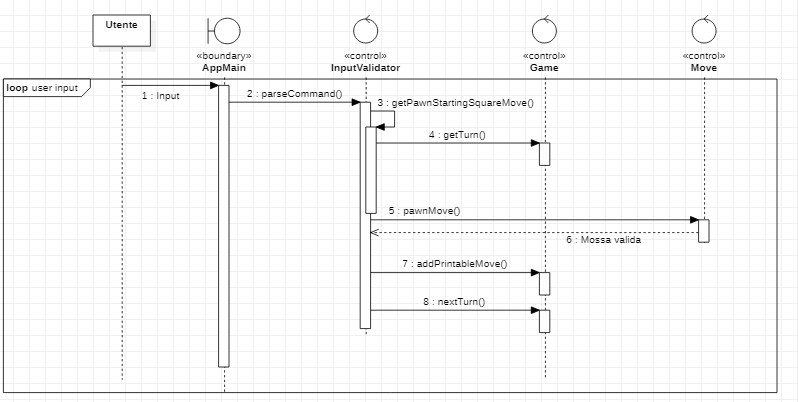 Utente
«boundary»
AppMain
«control»
InputValidator
«control»
Game
«control»
Move
loop user input
1 : Input
2 : parseCommand()
3 : getPawnStartingSquareMove()
4 : getTurn()
5 : pawnMove()
6 : Mossa valida
7 : addPrintableMove()
8 : nextTurn()